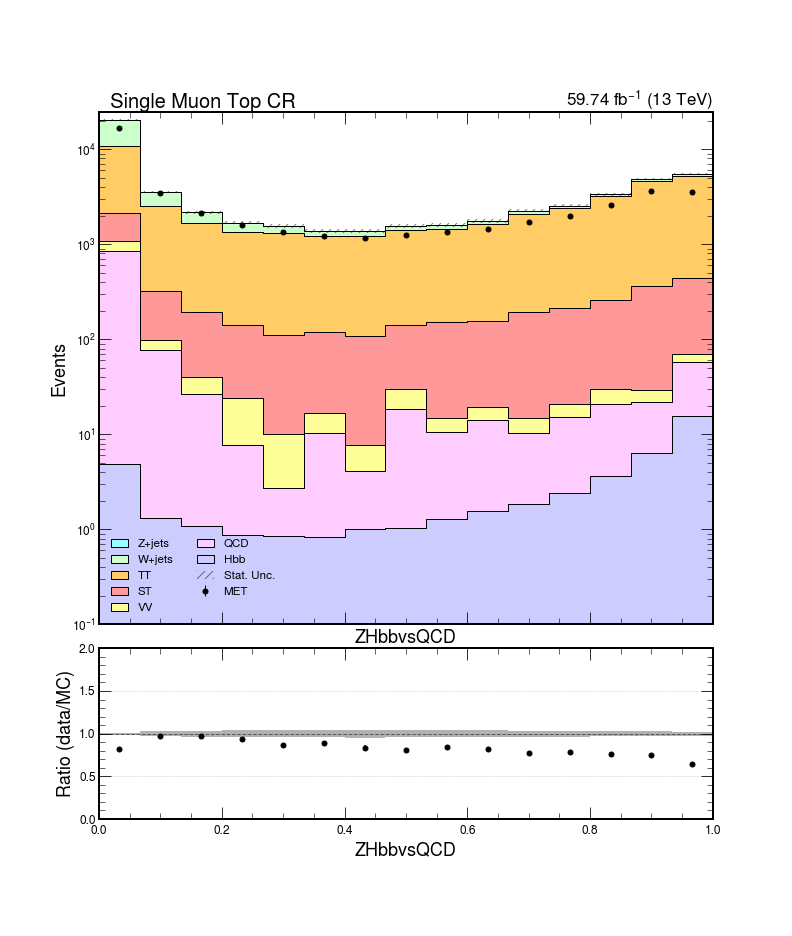 Single Muon Top CR
59.74 fb⁻¹ (13 TeV)
Events
10⁴
10³
10²
10¹
10⁰
10⁻¹
Z+jets
W+jets
TT
ST
VV
QCD
Hbb
Stat. Unc.
MET
ZHbbvsQCD
Ratio (data/MC)
2.0
1.5
1.0
0.5
0.0
0.0 0.2 0.4 0.6 0.8 1.0
ZHbbvsQCD